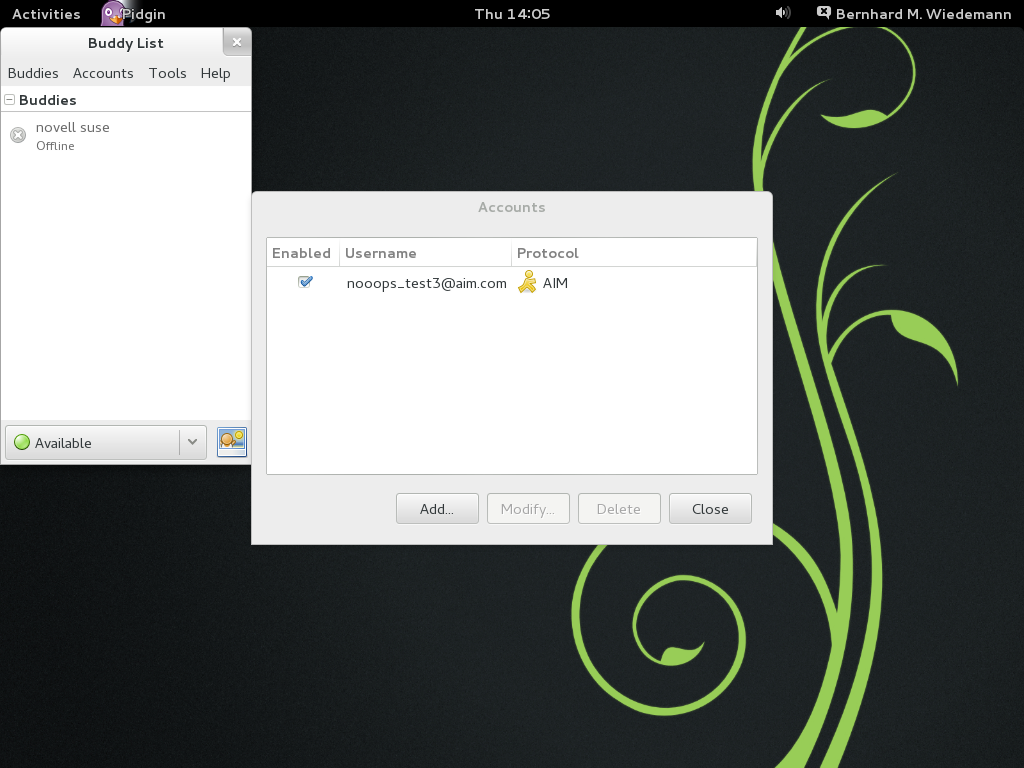 Activities Pidgin Thu 14:05 Bernhard M. Wiedemann
Buddy List
Buddies Accounts Tools Help
Buddies
novell suse
Offline
Available
Accounts
Enabled Username Protocol
nooops_test3@aim.com AIM
Add... Modify... Delete Close